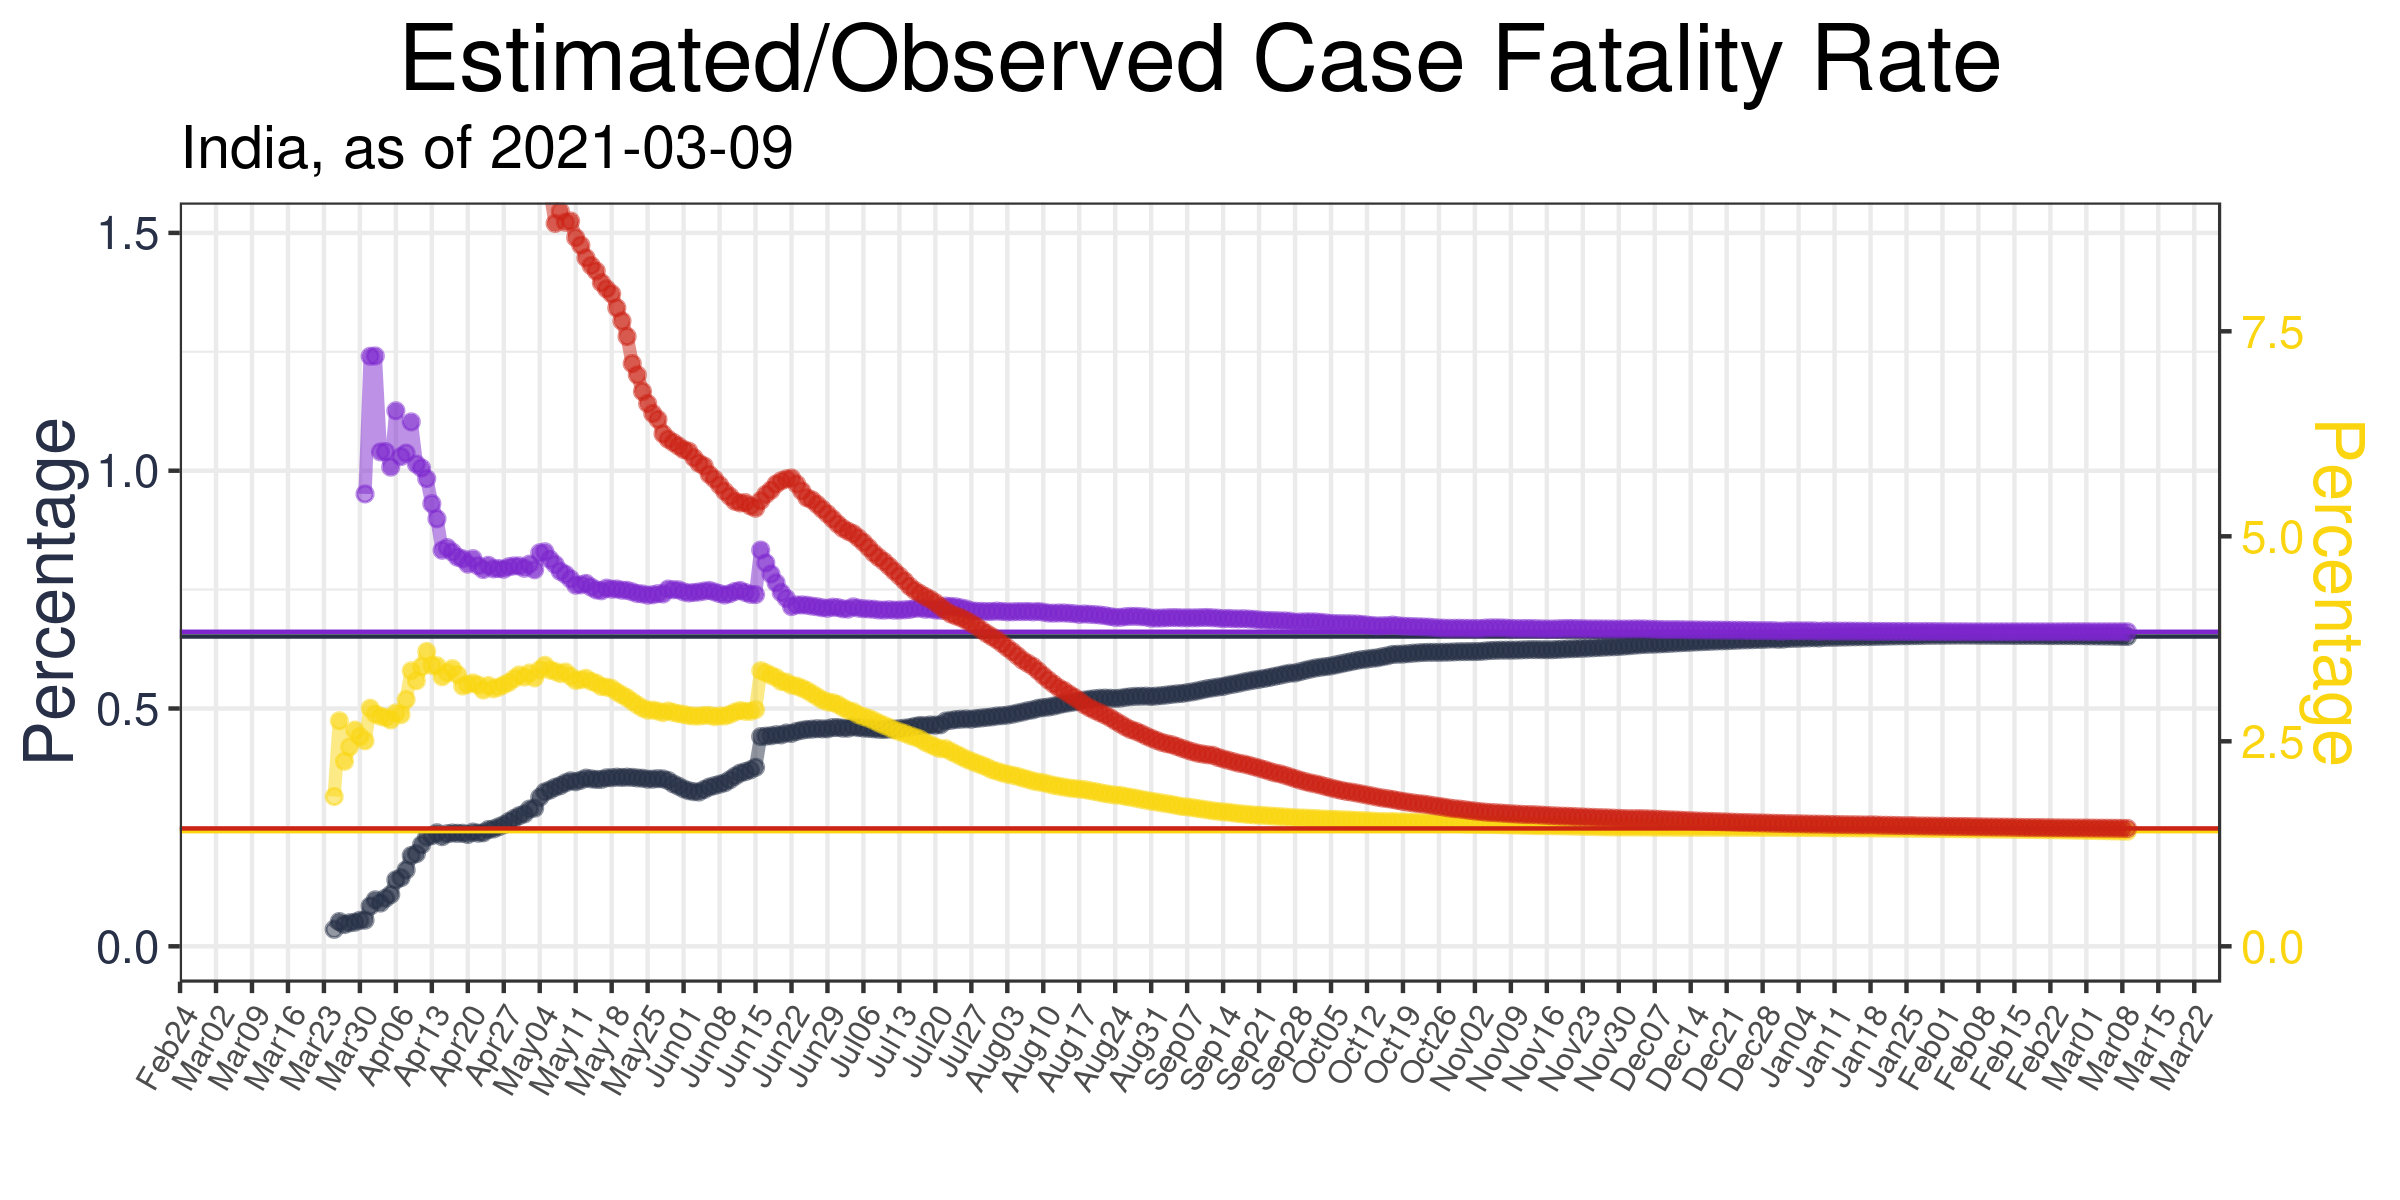 Estimated/Observed Case Fatality Rate
India, as of 2021-03-09
Percentage
1.5
1.0
0.5
0.0
7.5
5.0
2.5
0.0
Percentage
Feb24
Mar02
Mar09
Mar16
Mar23
Mar30
Apr06
Apr13
Apr20
Apr27
May04
May11
May18
May25
Jun01
Jun08
Jun15
Jun22
Jun29
Jul06
Jul13
Jul20
Jul27
Aug03
Aug10
Aug17
Aug24
Aug31
Sep07
Sep14
Sep21
Sep28
Oct05
Oct12
Oct19
Oct26
Nov02
Nov09
Nov16
Nov23
Nov30
Dec07
Dec14
Dec21
Dec28
Jan04
Jan11
Jan18
Jan25
Feb01
Feb08
Feb15
Feb22
Mar01
Mar08
Mar15
Mar22